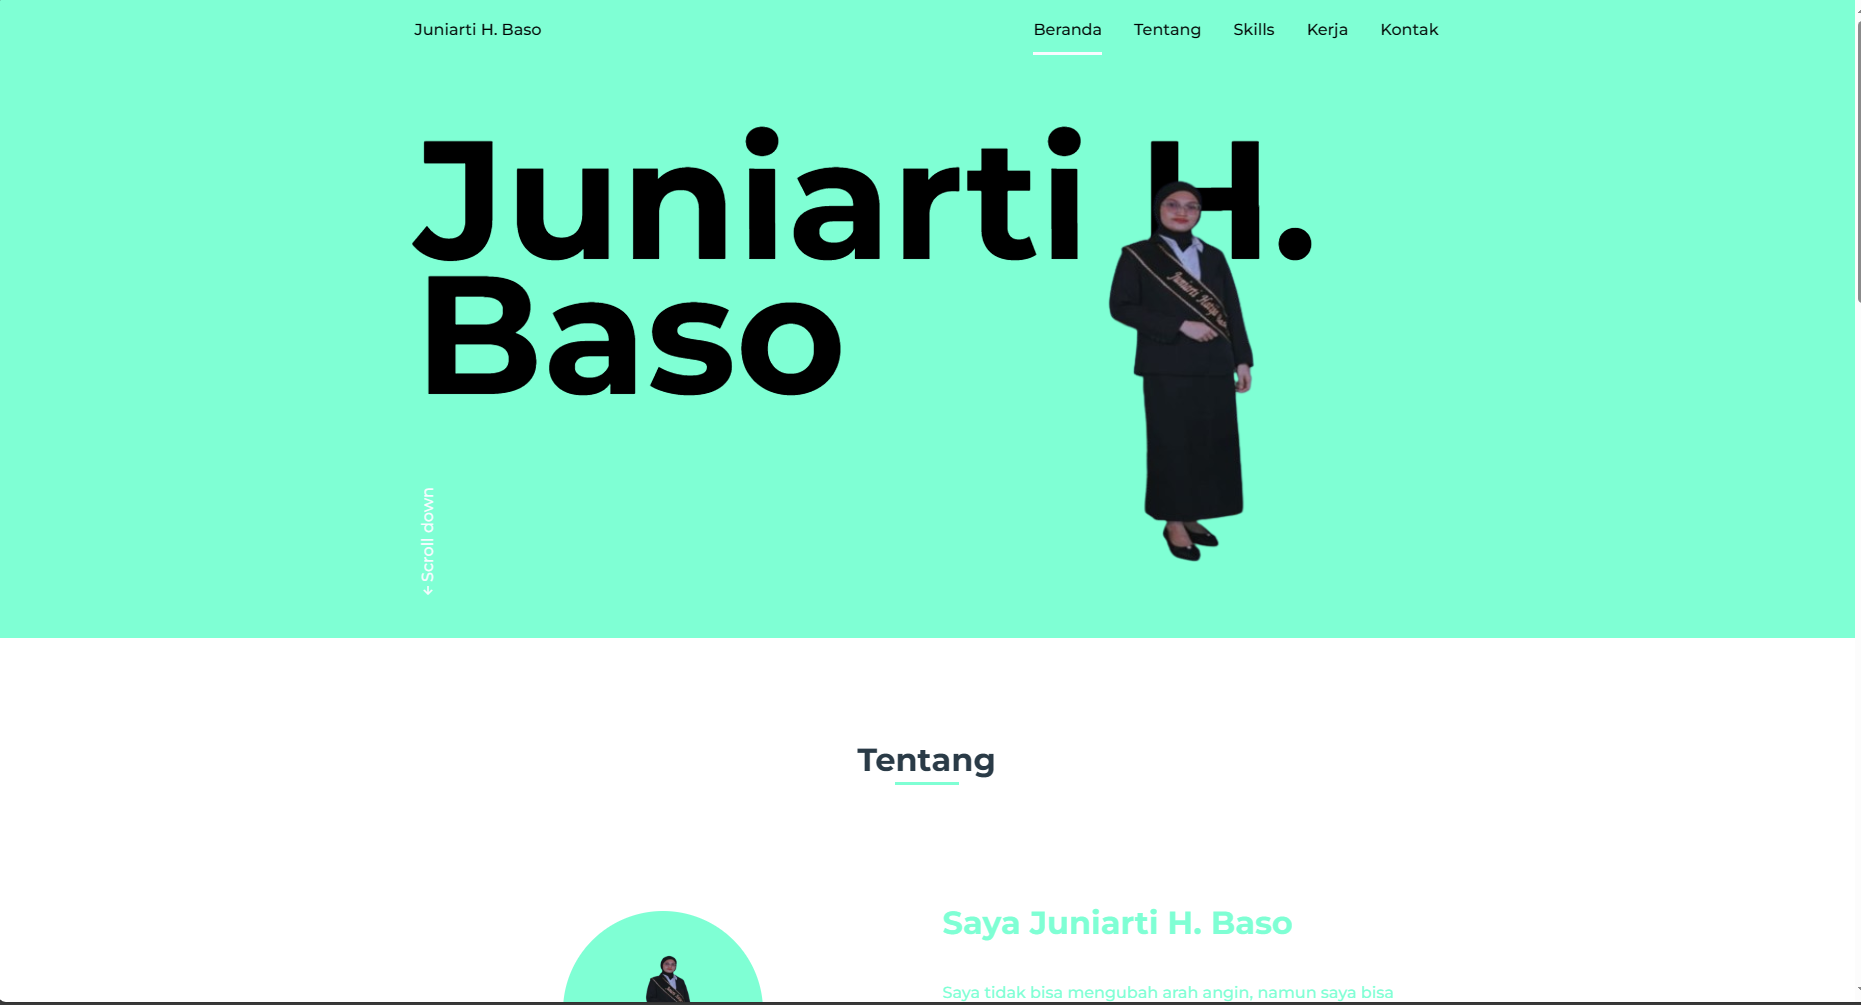 Juniarti H. Baso
Beranda Tentang Skills Kerja Kontak
Juniarti H.
Baso
← Scroll down
Tentang
Saya Juniarti H. Baso
Saya tidak bisa mengubah arah angin, namun saya bisa